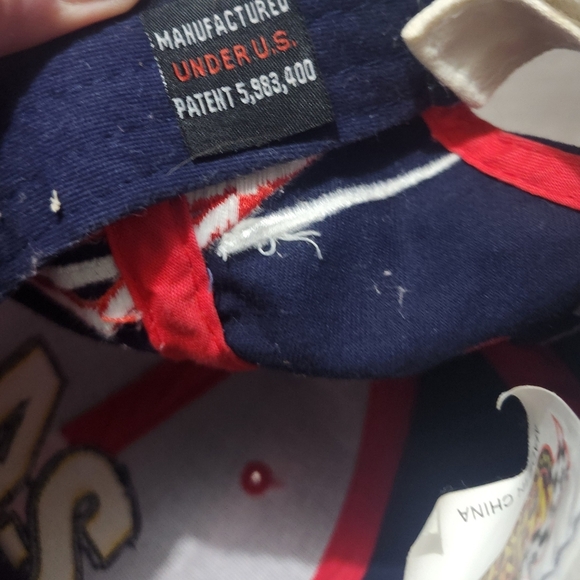 MANUFACTURED
UNDER U.S.
PATENT 5,983,400
CHINA